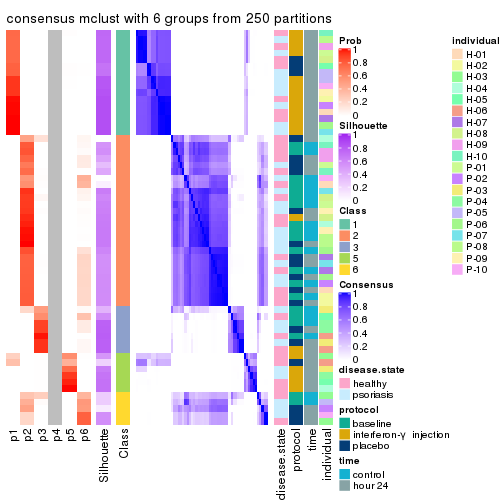 consensus mclust with 6 groups from 250 partitions
p1
p2
p3
p4
p5
p6
Silhouette
Class
disease.state
protocol
time
individual
Prob
1
0.8
0.6
0.4
0.2
0
Silhouette
1
0.8
0.6
0.4
0.2
0
Class
1
2
3
5
6
Consensus
1
0.8
0.6
0.4
0.2
0
disease.state
healthy
psoriasis
protocol
baseline
interferon-γ injection
placebo
time
control
hour 24
individual
H-01
H-02
H-03
H-04
H-05
H-06
H-07
H-08
H-09
H-10
P-01
P-02
P-03
P-04
P-05
P-06
P-07
P-08
P-09
P-10